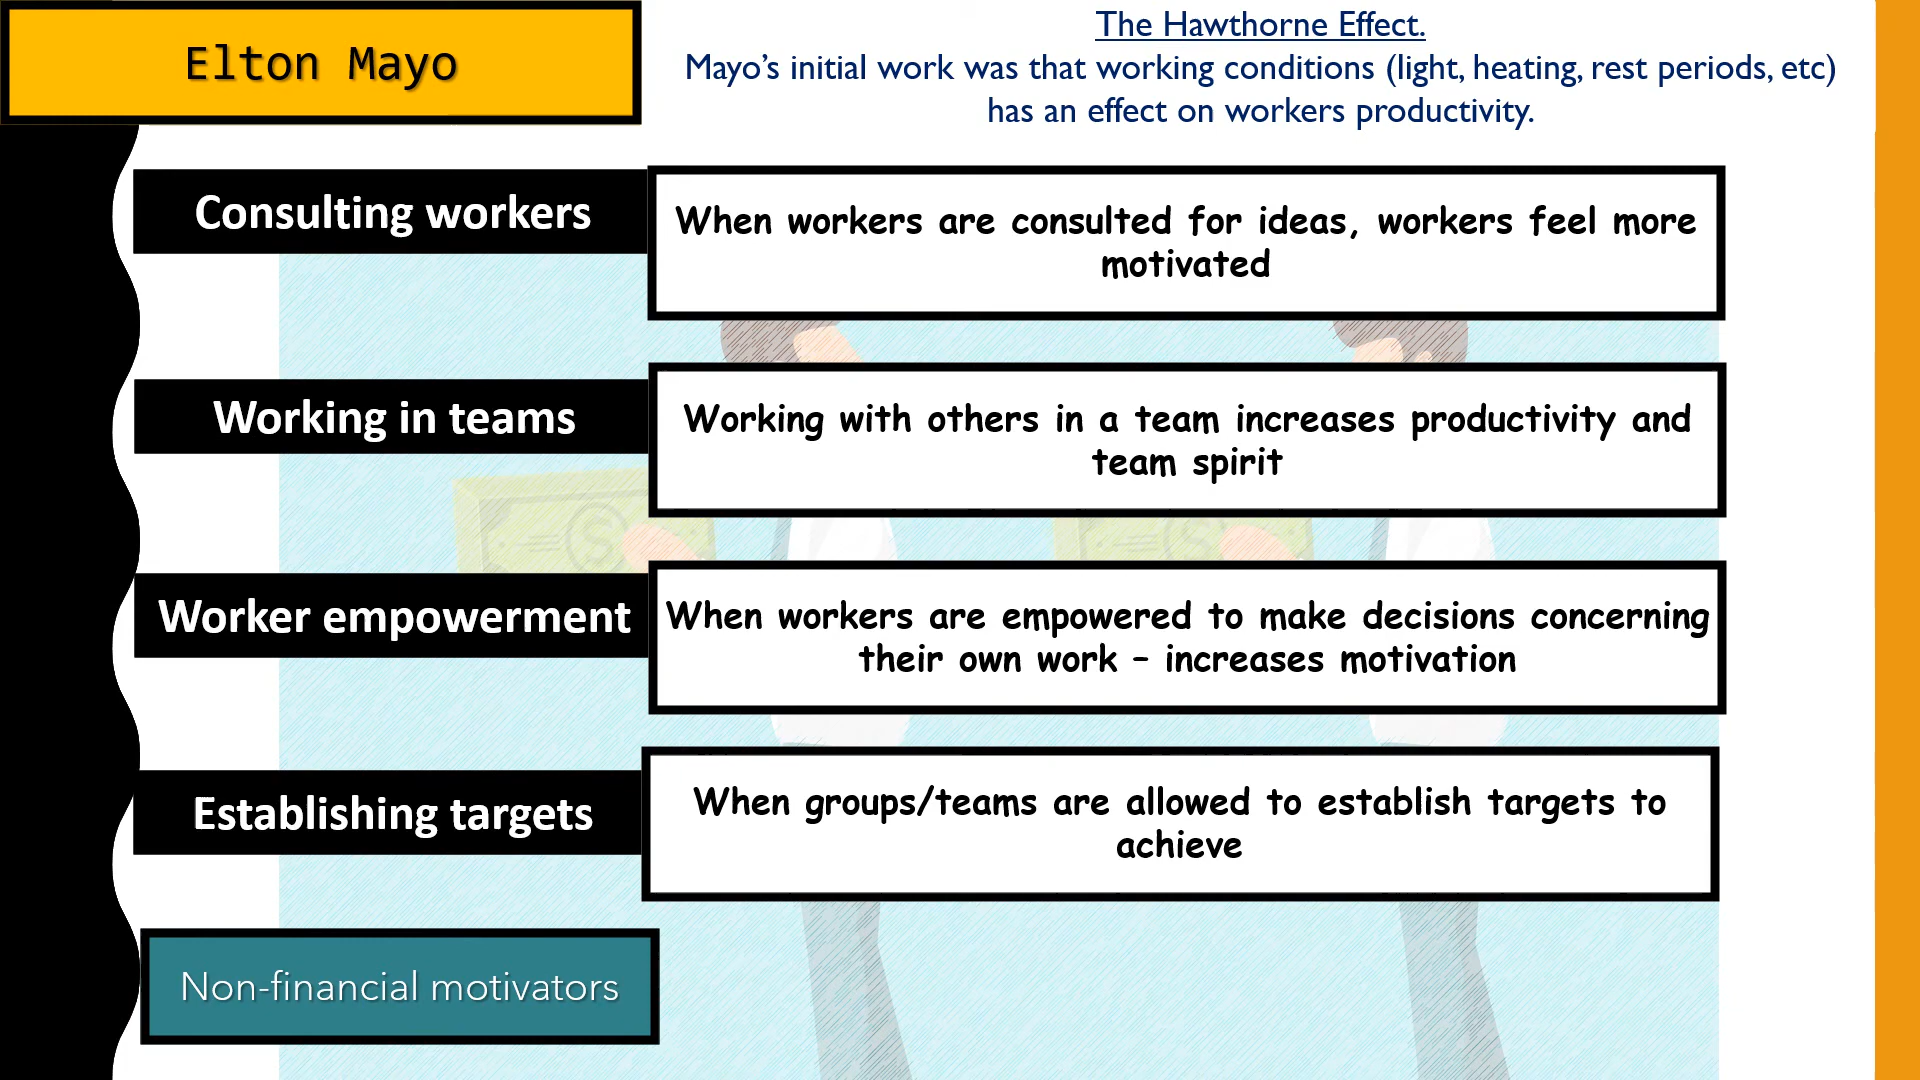 Elton Mayo
The Hawthorne Effect.
Mayo’s initial work was that working conditions (light, heating, rest periods, etc)
has an effect on workers productivity.
Consulting workers
When workers are consulted for ideas, workers feel more
motivated
Working in teams
Working with others in a team increases productivity and
team spirit
Worker empowerment
When workers are empowered to make decisions concerning
their own work – increases motivation
Establishing targets
When groups/teams are allowed to establish targets to
achieve
Non-financial motivators